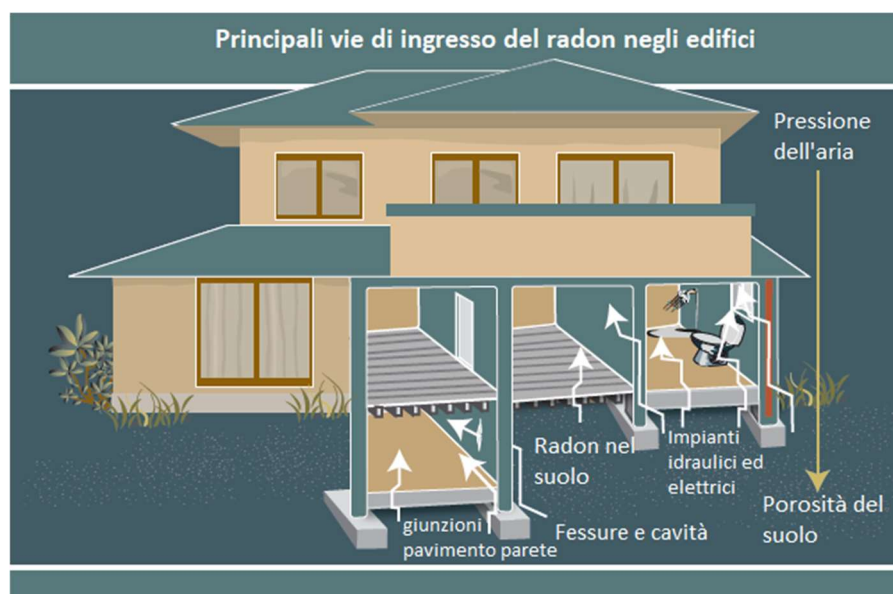 Principali vie di ingresso del radon negli edifici
Pressione
dell'aria
Radon nel
suolo
Impianti
idraulici ed
elettrici
giunzioni
pavimento parete
Fessure e cavità
Porosità del
suolo